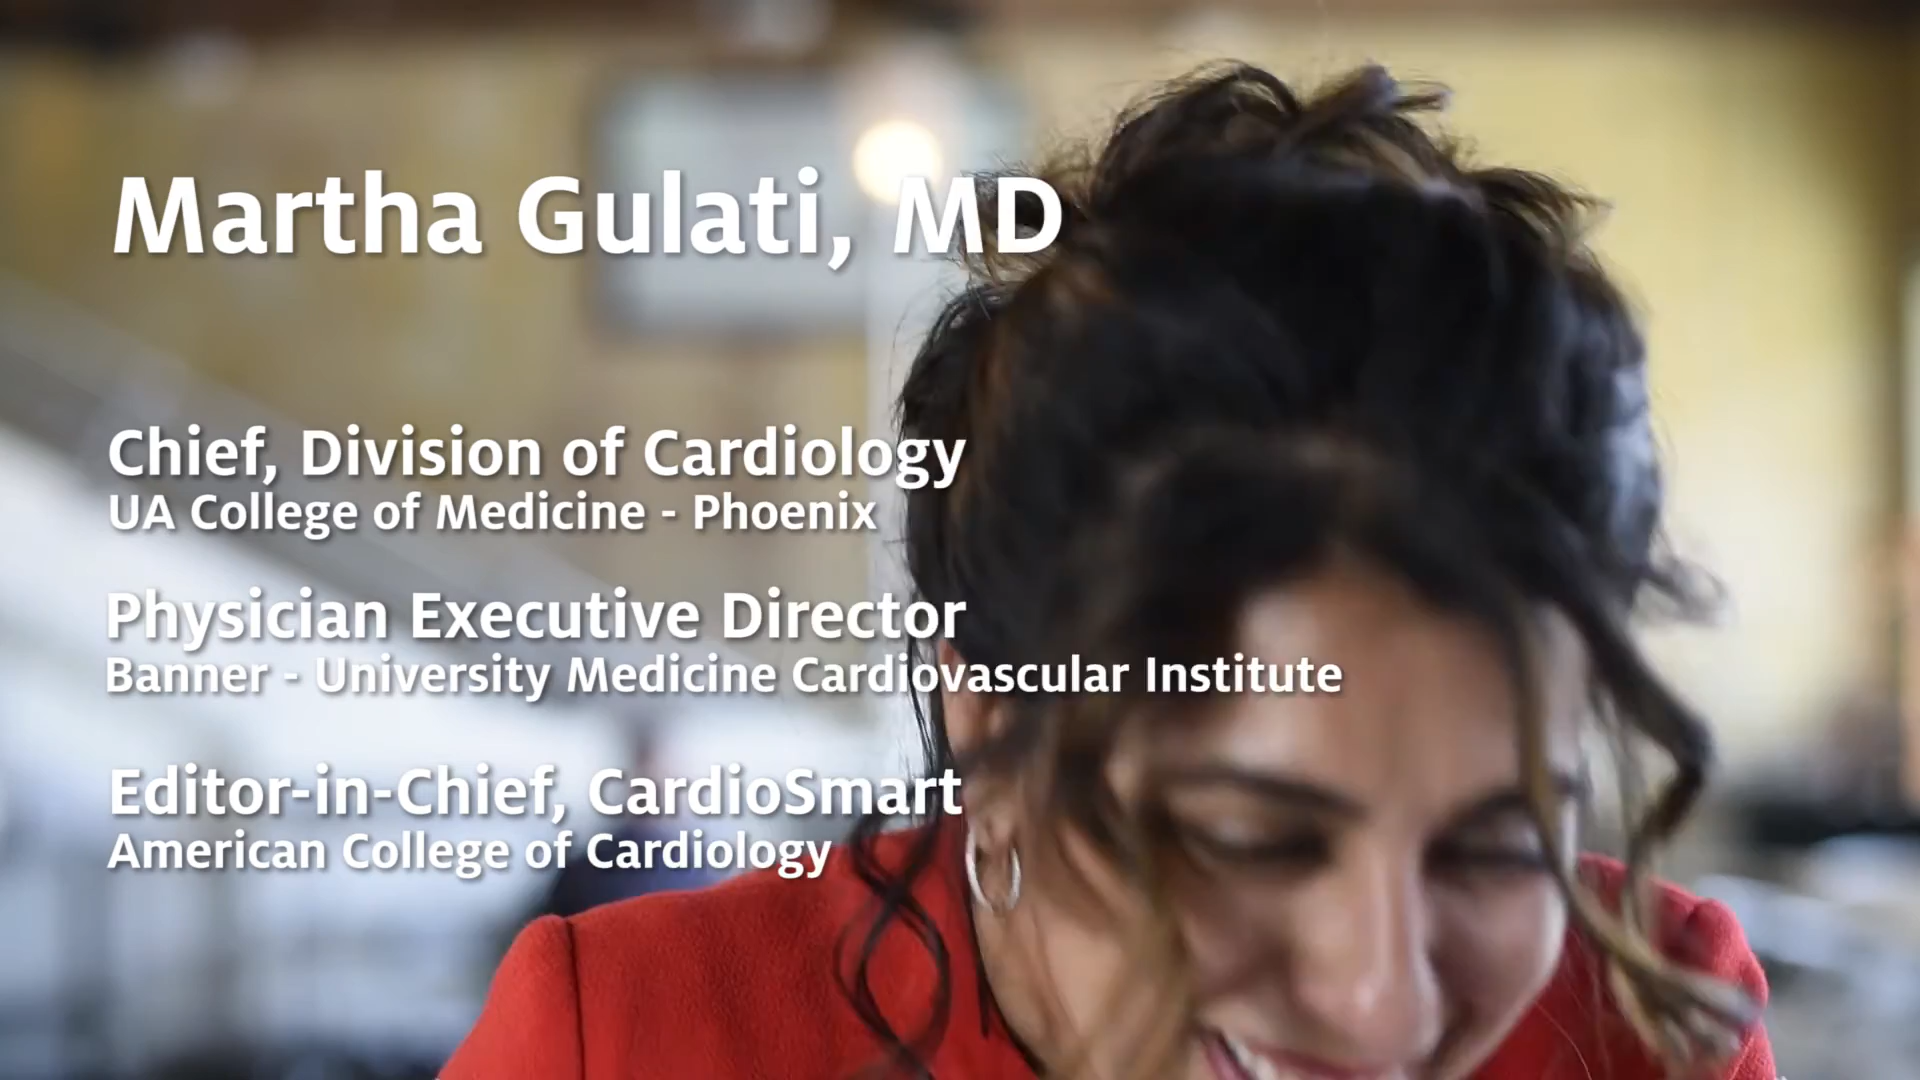 Martha Gulati, MD
Chief, Division of Cardiology
UA College of Medicine - Phoenix
Physician Executive Director
Banner - University Medicine Cardiovascular Institute
Editor-in-Chief, CardioSmart
American College of Cardiology